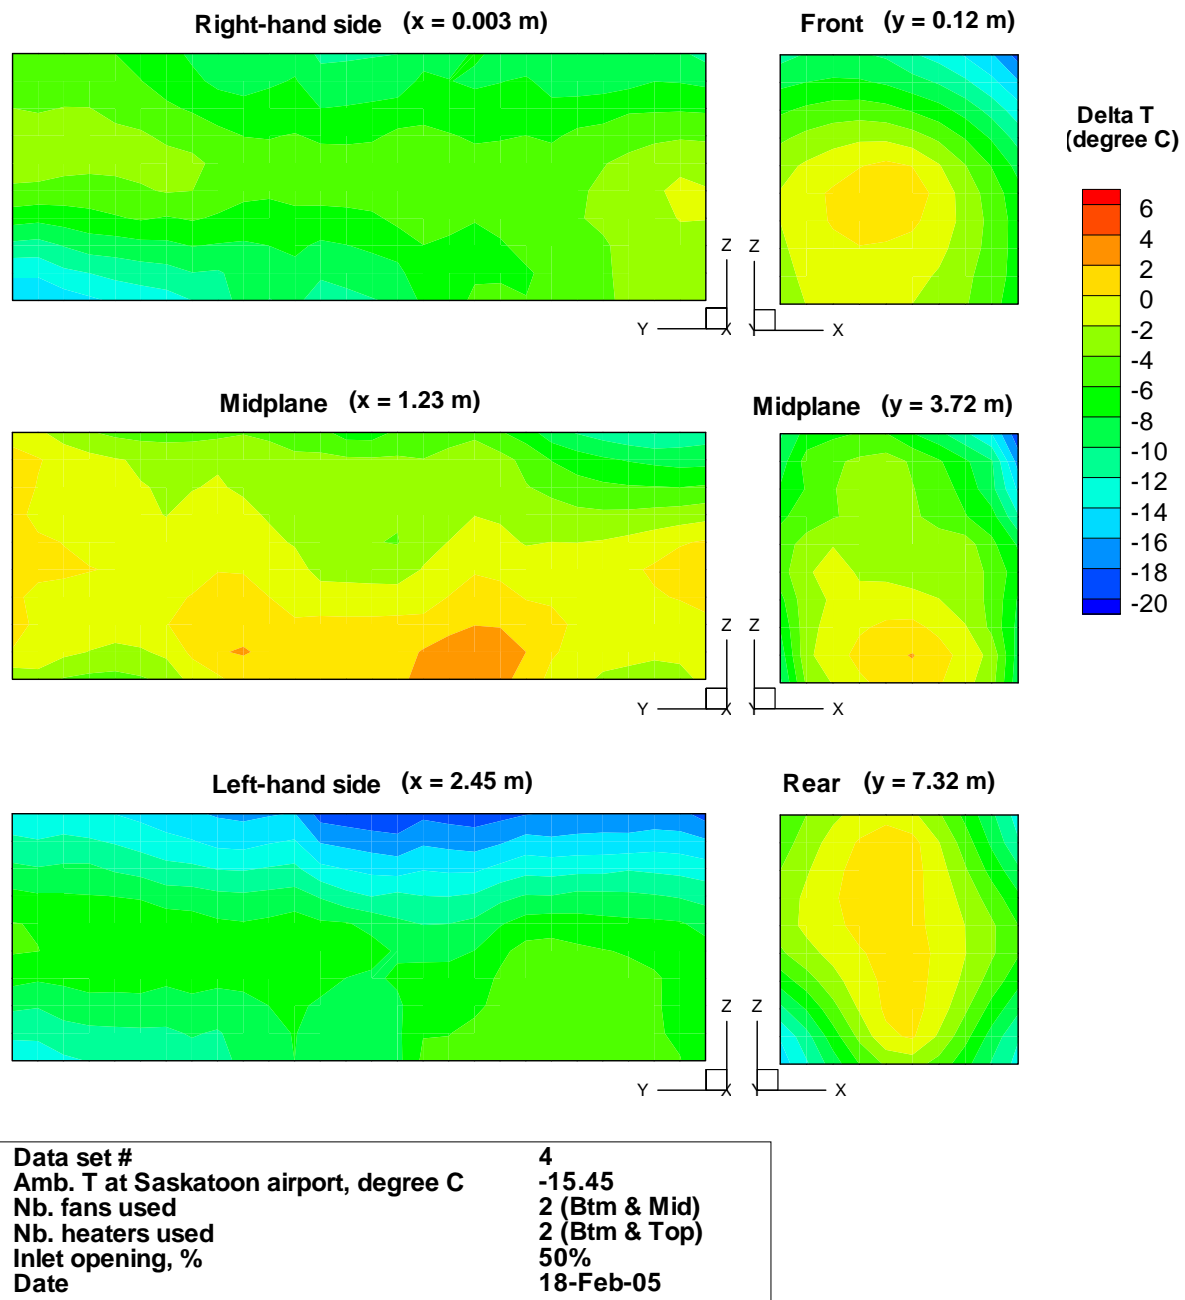 Right-hand side (x = 0.003 m)
Front (y = 0.12 m)
Delta T
(degree C)
6
4
2
0
-2
-4
-6
-8
-10
-12
-14
-16
-18
-20
Z Z
Y X Y X
Midplane (x = 1.23 m)
Midplane (y = 3.72 m)
Z Z
Y X Y X
Left-hand side (x = 2.45 m)
Rear (y = 7.32 m)
Z Z
Y X Y X
Data set # 4
Amb. T at Saskatoon airport, degree C -15.45
Nb. fans used 2 (Btm & Mid)
Nb. heaters used 2 (Btm & Top)
Inlet opening, % 50%
Date 18-Feb-05